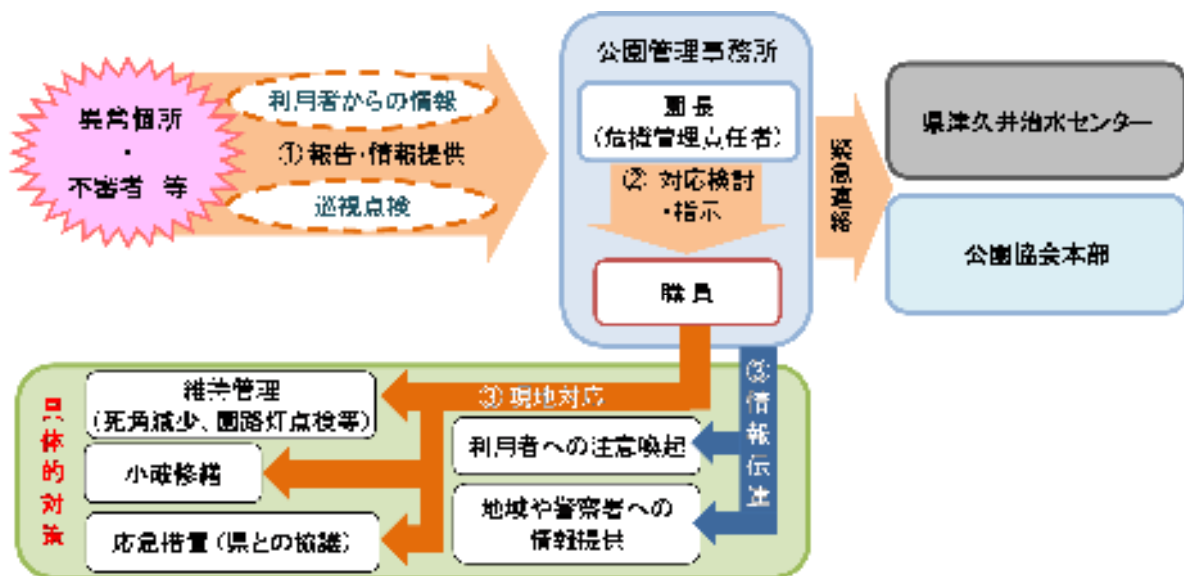 異常個所
・
不審者 等
利用者からの情報
①報告・情報提供
巡視点検
公園管理事務所
園長
(危機管理責任者)
(2) 対応検討
・指示
職員
県津久井治水センター
公園協会本部
具体的対策
維持管理
(死角減少、園路灯点検等)
小破修繕
応急措置(県との協議)
③現地対応
利用者への注意喚起
地域や警察署への
情報提供
③情報伝達